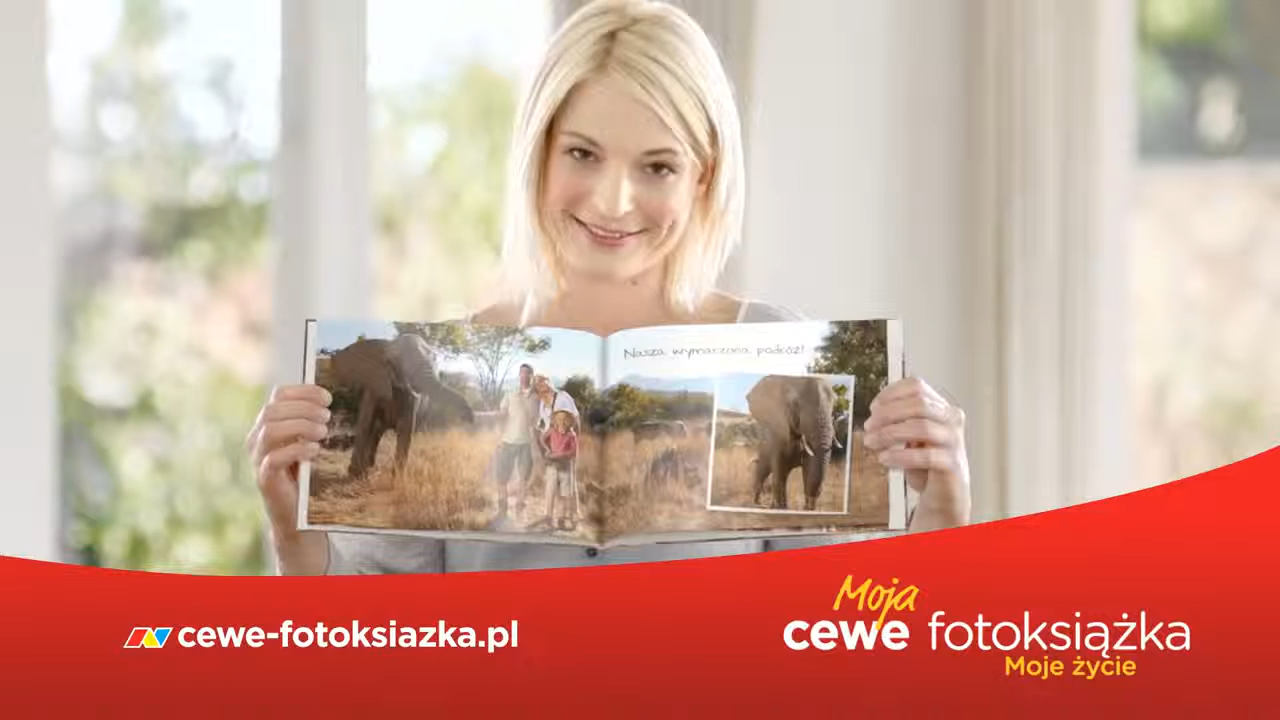 Nasza wymarzona podróż!
cewe-fotoksiazka.pl
Moja
cewe fotoksiążka
Moje życie